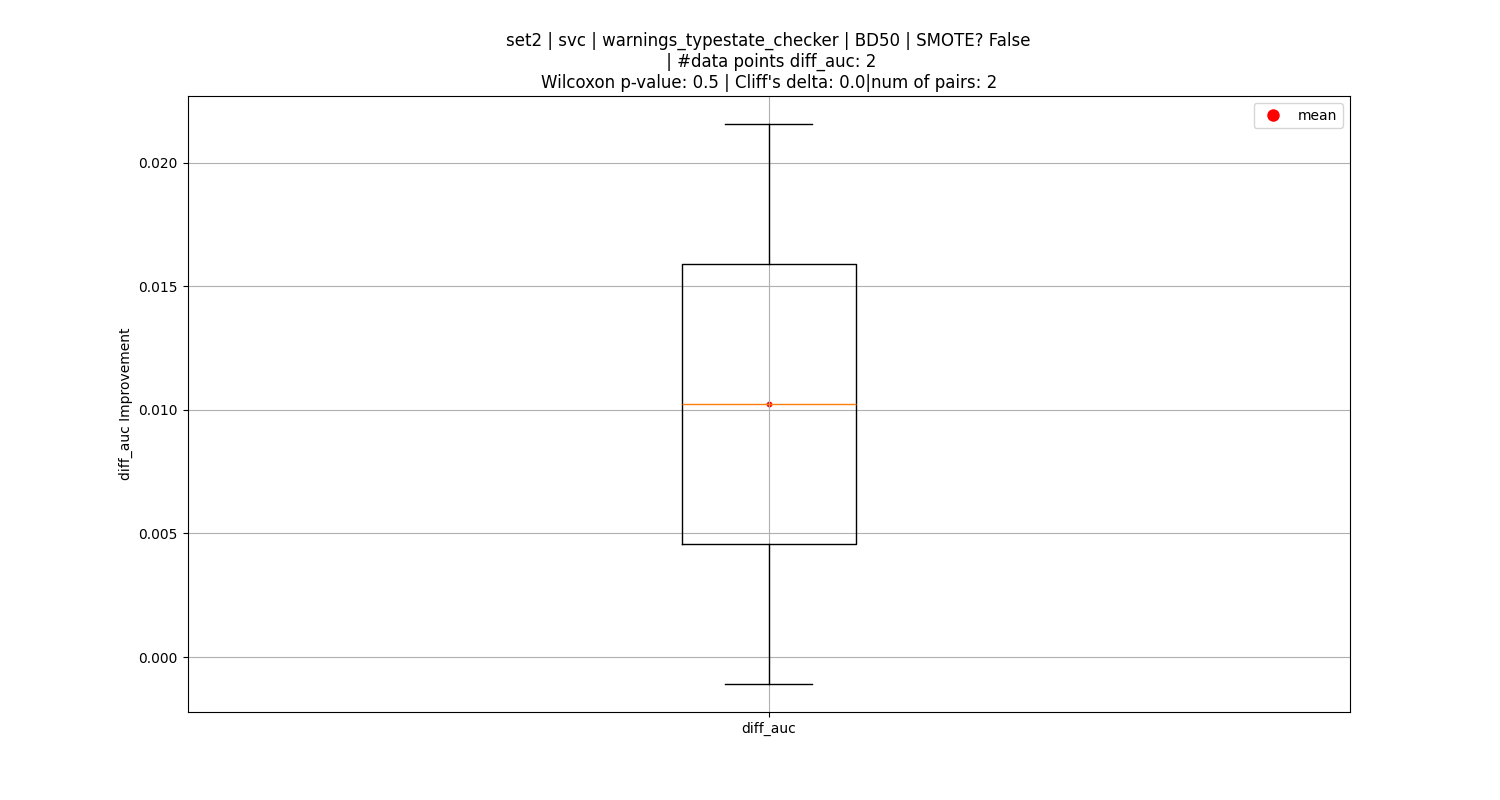 set2 | svc | warnings_typestate_checker | BD50 | SMOTE? False
| #data points diff_auc: 2
Wilcoxon p-value: 0.5 | Cliff's delta: 0.0|num of pairs: 2
mean
0.020
0.015
0.010
0.005
0.000
diff_auc Improvement
diff_auc